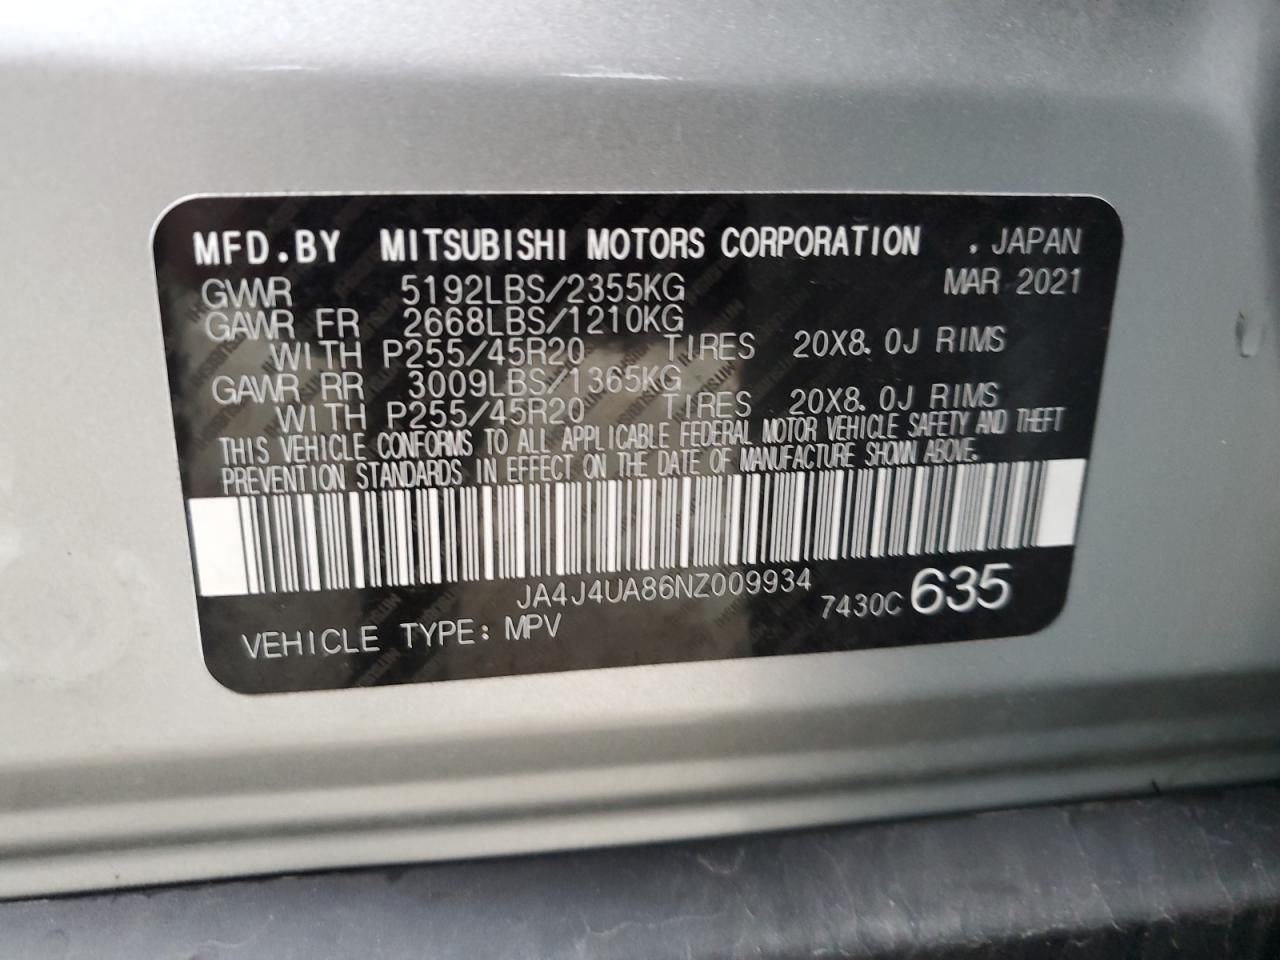 MFD.BY MITSUBISHI MOTORS CORPORATION . JAPAN
GVWR 5192LBS/2355KG MAR 2021
GAWR FR 2668LBS/1210KG
WITH P255/45R20 TIRES 20X8.0J RIMS
GAWR RR 3009LBS/1365KG
WITH P255/45R20 TIRES 20X8.0J RIMS
THIS VEHICLE CONFORMS TO ALL APPLICABLE FEDERAL MOTOR VEHICLE SAFETY AND THEFT
PREVENTION STANDARDS IN EFFECT ON THE DATE OF MANUFACTURE SHOWN ABOVE.
JA4J4UA86NZ009934
7430C635
VEHICLE TYPE: MPV